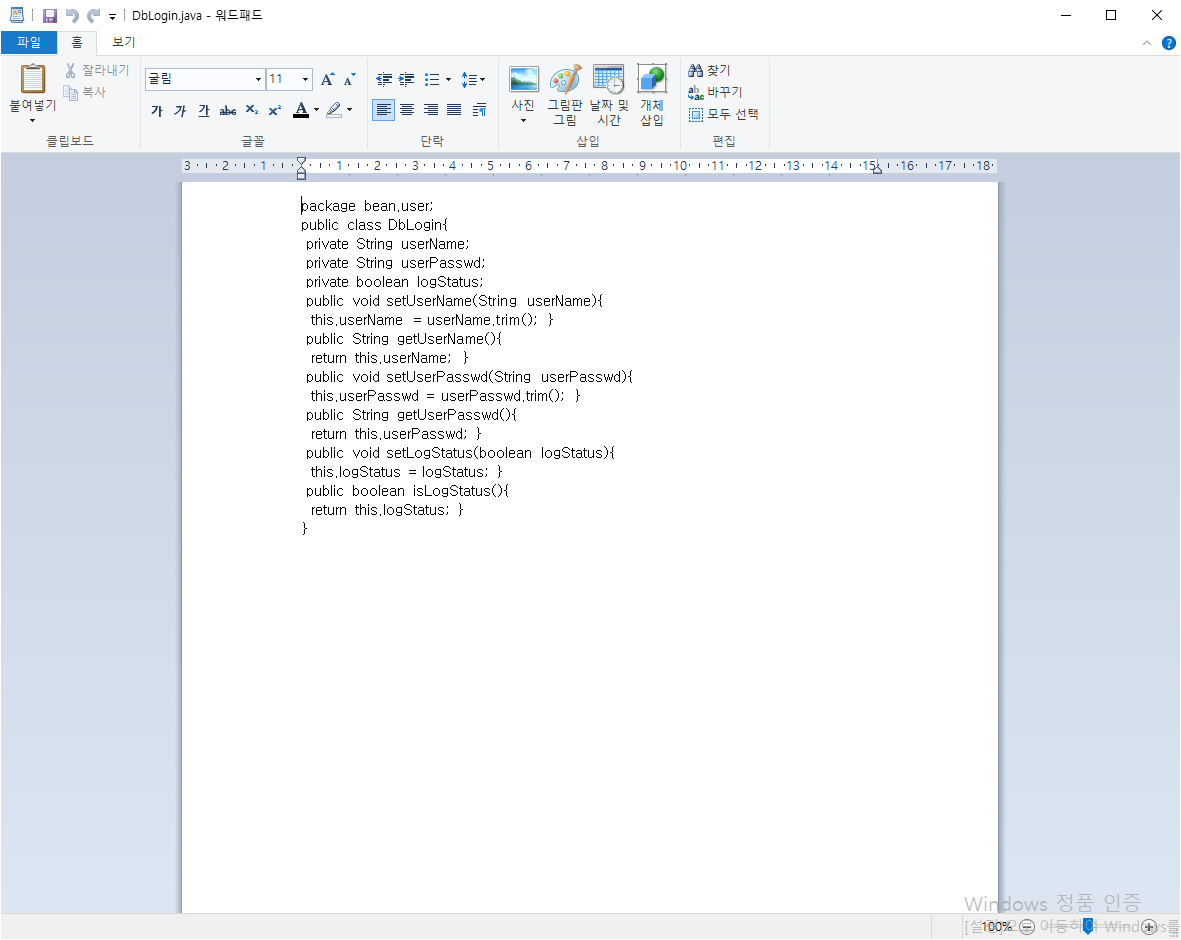 DbLogin.java - 워드패드
파일 홈 보기
붙여넣기 잘라내기 복사 클립보드
굴림 11
가 가 가 abc X₂ X² A
글꼴
단락
사진 그림판 그림 날짜 및 시간 개체 삽입
삽입
찾기
바꾸기
모두 선택
편집
3 2 1 1 2 3 4 5 6 7 8 9 10 11 12 13 14 15 16 17 18
package bean.user;
public class DbLogin{
private String userName;
private String userPasswd;
private boolean logStatus;
public void setUserName(String userName){
this.userName = userName.trim(); }
public String getUserName(){
return this.userName; }
public void setUserPasswd(String userPasswd){
this.userPasswd = userPasswd.trim(); }
public String getUserPasswd(){
return this.userPasswd; }
public void setLogStatus(boolean logStatus){
this.logStatus = logStatus; }
public boolean isLogStatus(){
return this.logStatus; }
}
Windows 정품 인증
[설정]으로 이동하여 Windows를
100%